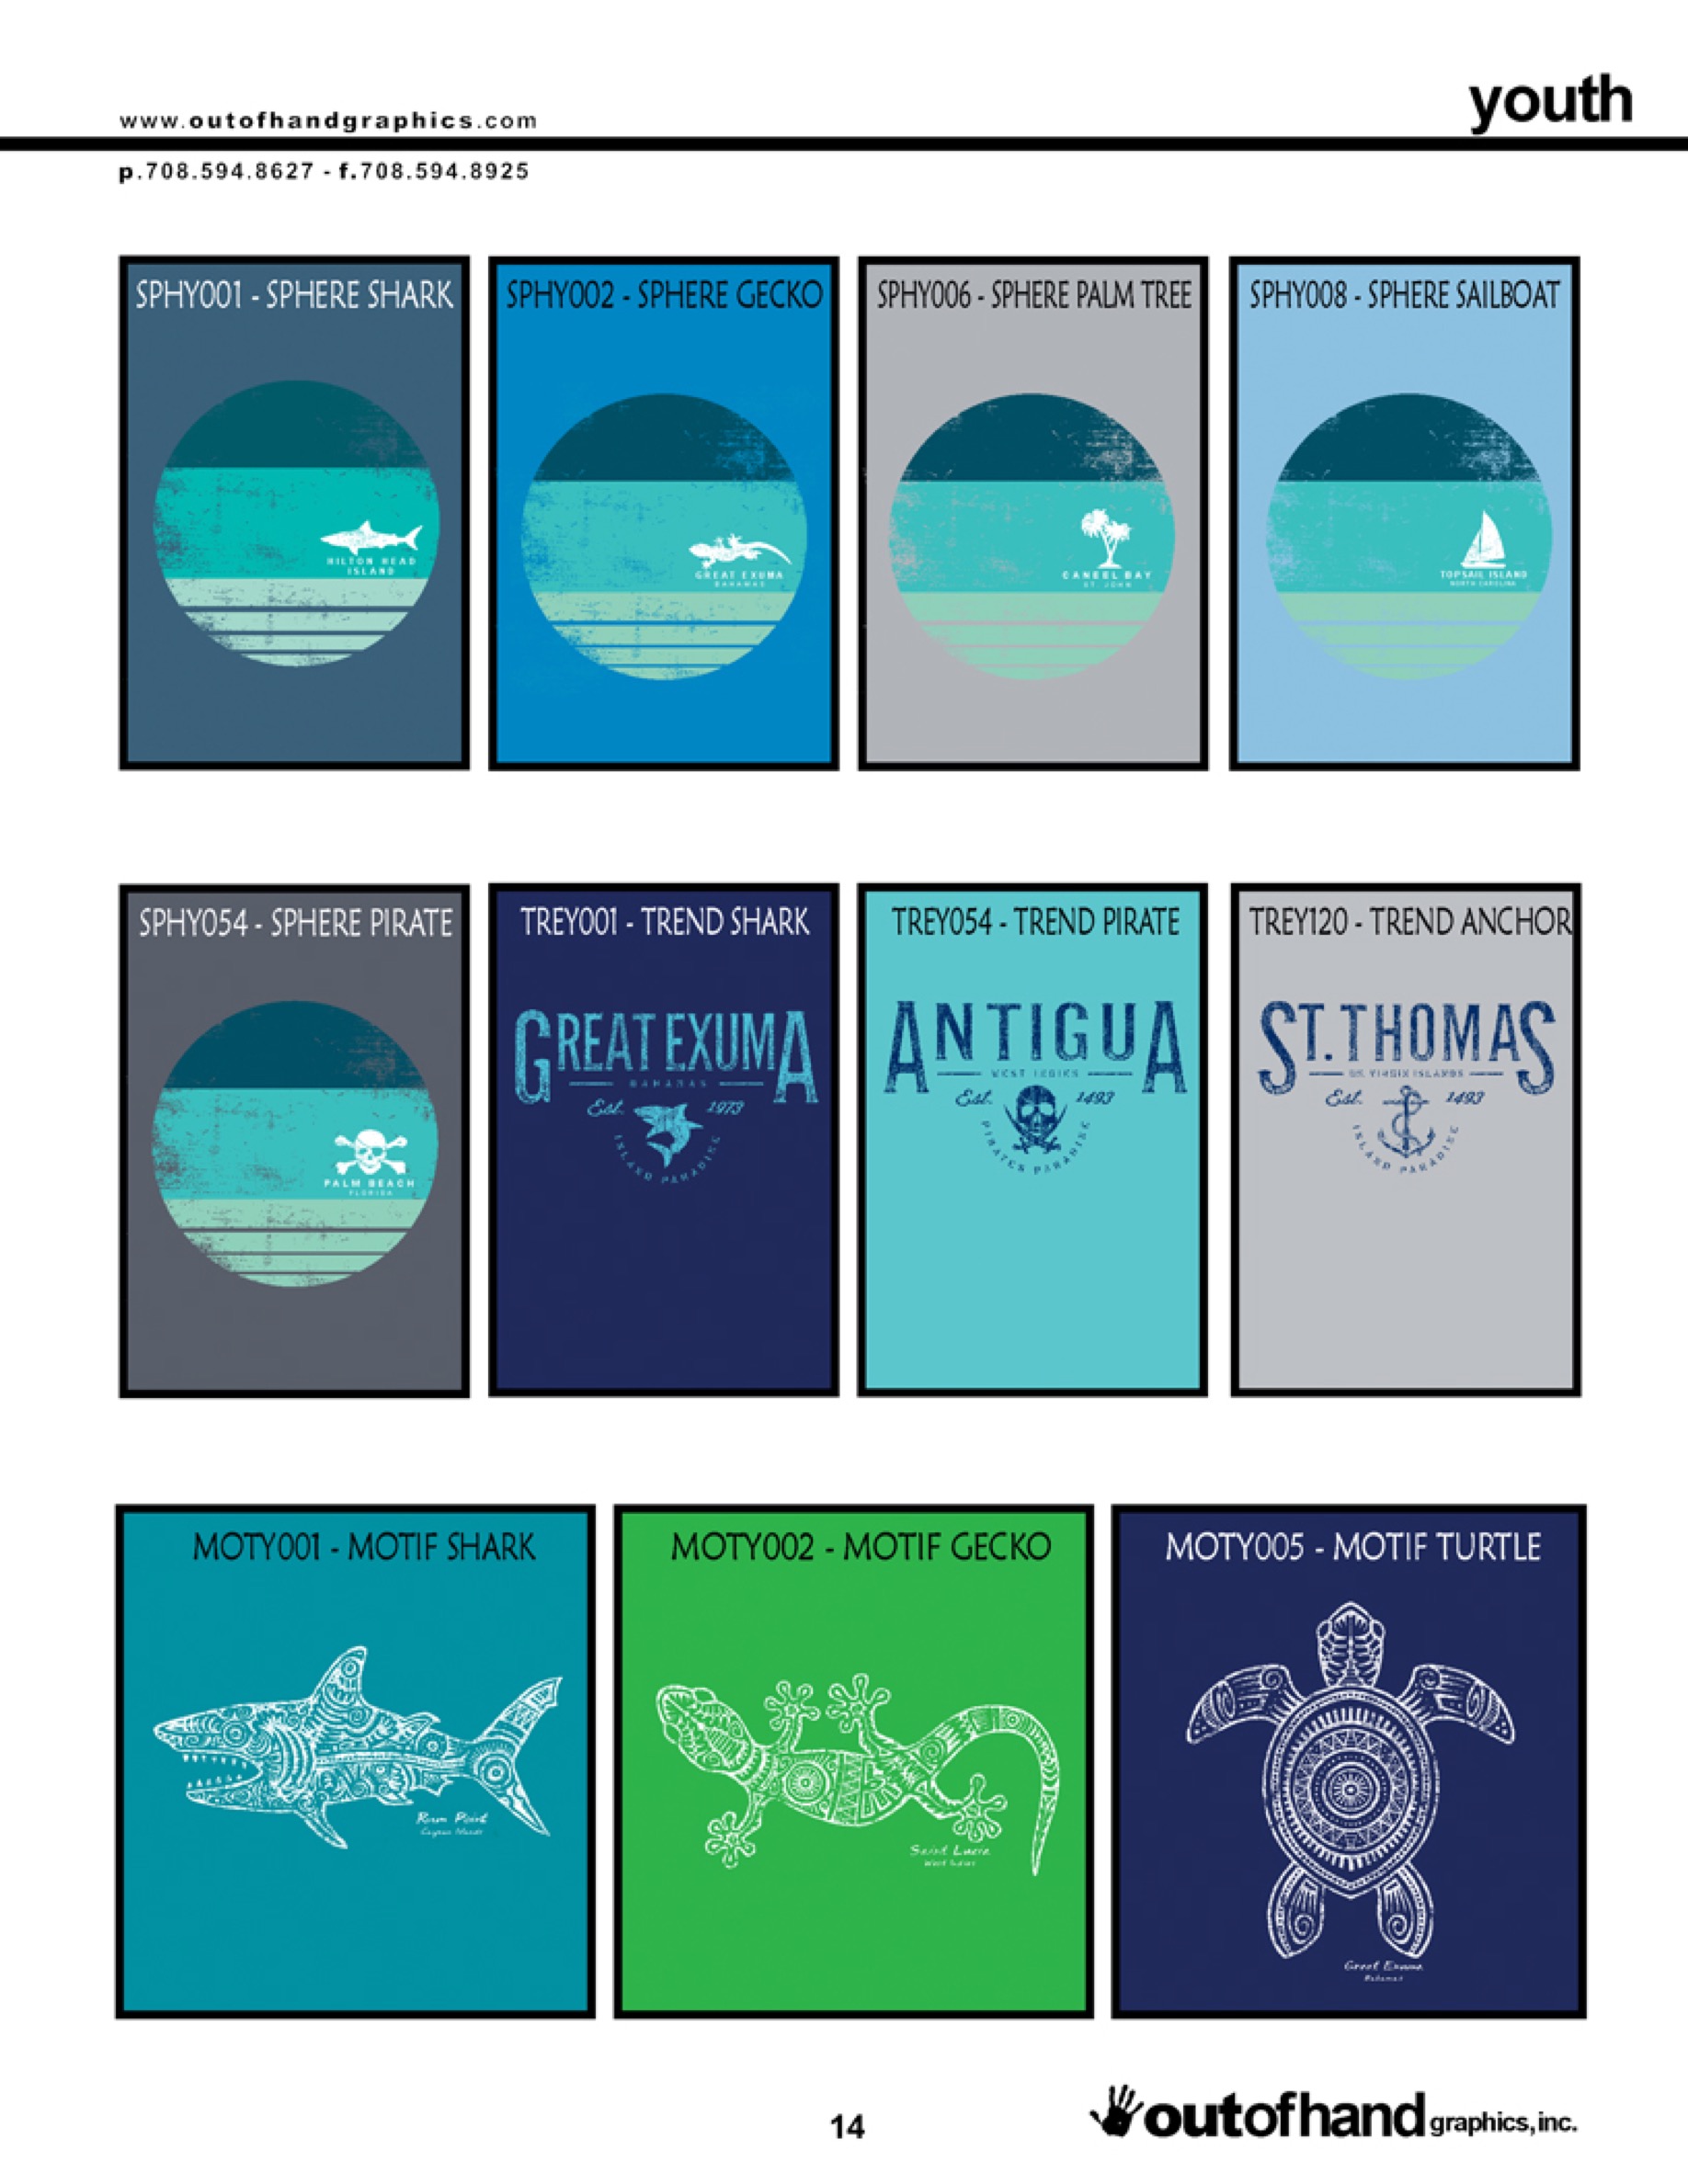 youth
www.outofhandgraphics.com
p.708.594.8627 - f.708.594.8925
SPHY001 - SPHERE SHARK
HILTON HEAD
ISLAND
SPHY002 - SPHERE GECKO
GREAT EXUMA
BAHAMAS
SPHY006 - SPHERE PALM TREE
CANEEL BAY
ST. JOHN
SPHY008 - SPHERE SAILBOAT
TOPSAIL ISLAND
NORTH CAROLINA
SPHY054 - SPHERE PIRATE
PALM BEACH
FLORIDA
TREY001 - TREND SHARK
GREAT EXUMA
BAHAMAS
Est. 1973
ISLAND PARADISE
TREY054 - TREND PIRATE
ANTIGUA
WEST INDIES
Est. 1493
PIRATES PARADISE
TREY120 - TREND ANCHOR
ST. THOMAS
VIRGIN ISLANDS
Est. 1493
ISLAND PARADISE
MOTY001 - MOTIF SHARK
Rum Point
Cayman Islands
MOTY002 - MOTIF GECKO
Saint Lucia
West
MOTY005 - MOTIF TURTLE
Great Exuma
Bahamas
14
outofhand graphics, inc.